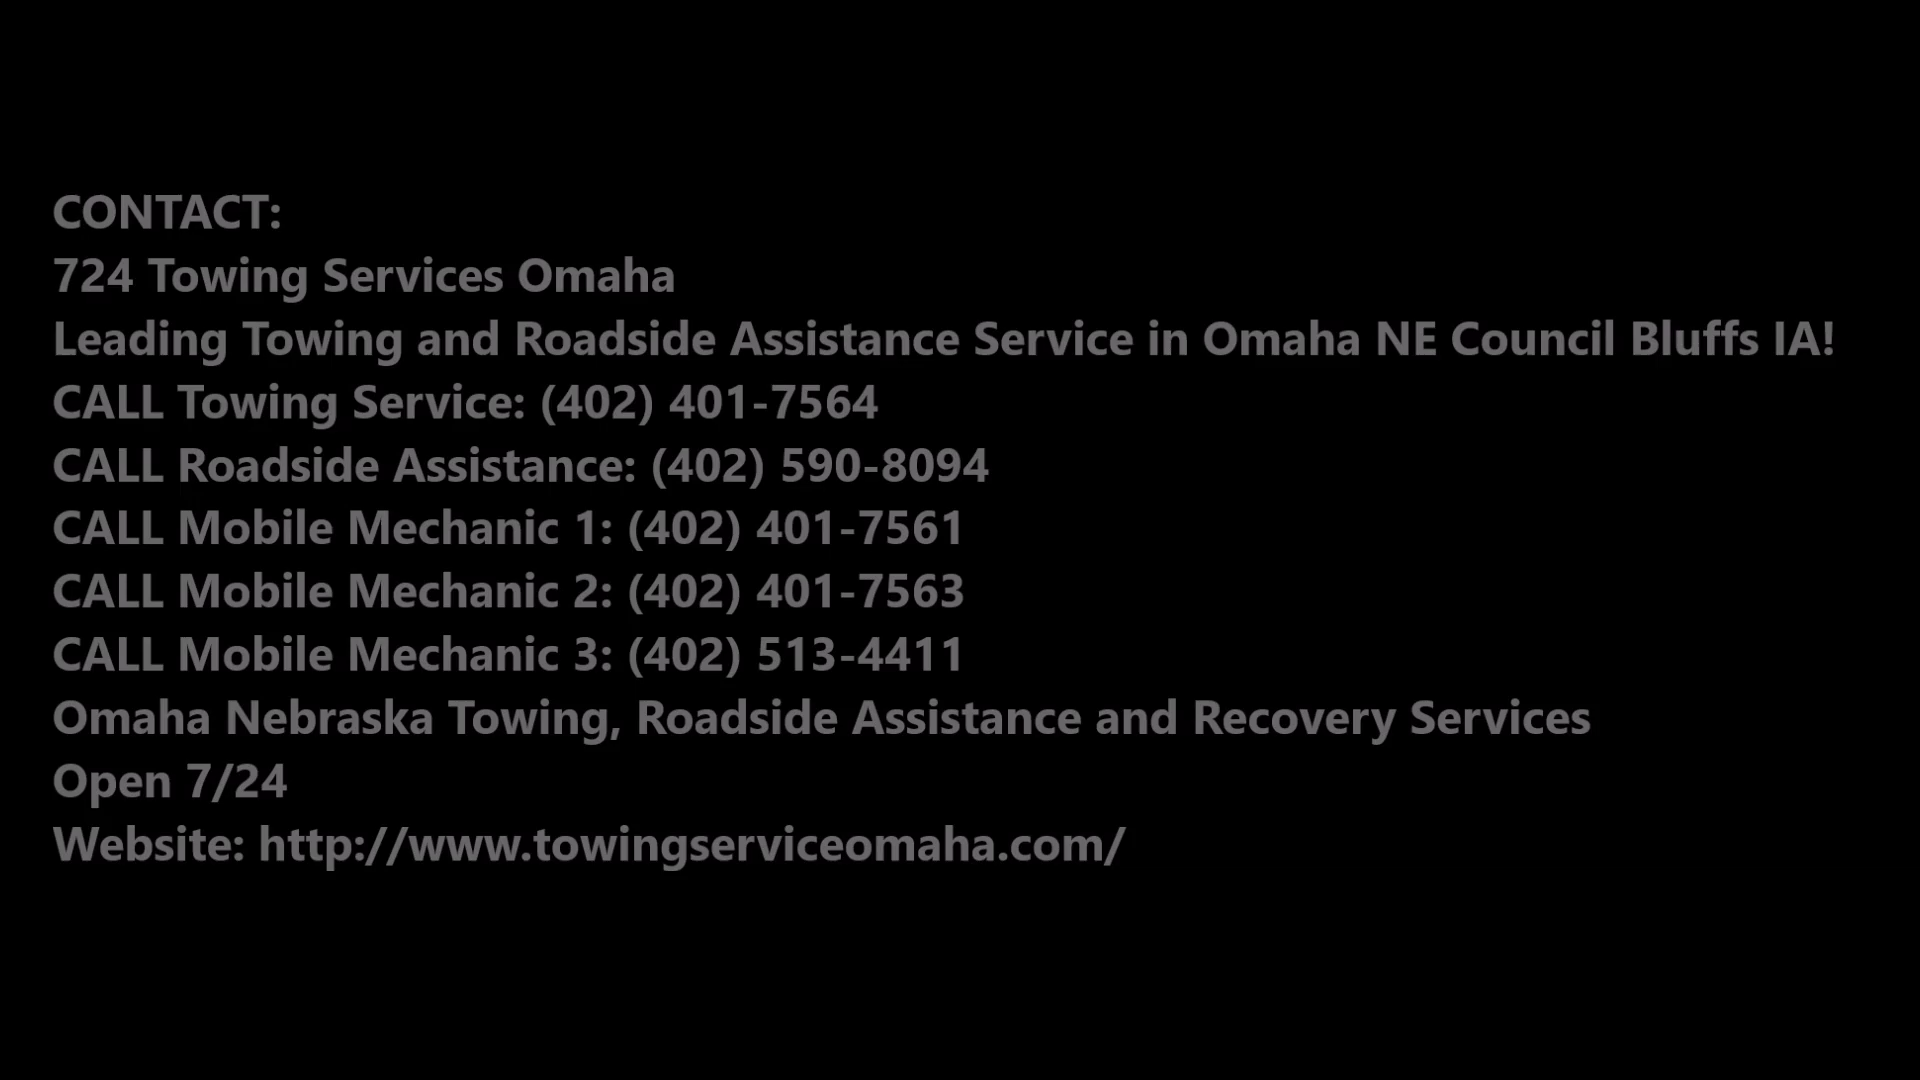 CONTACT:
724 Towing Services Omaha
Leading Towing and Roadside Assistance Service in Omaha NE Council Bluffs IA!
CALL Towing Service: (402) 401-7564
CALL Roadside Assistance: (402) 590-8094
CALL Mobile Mechanic 1: (402) 401-7561
CALL Mobile Mechanic 2: (402) 401-7563
CALL Mobile Mechanic 3: (402) 513-4411
Omaha Nebraska Towing, Roadside Assistance and Recovery Services
Open 7/24
Website: http://www.towingserviceomaha.com/